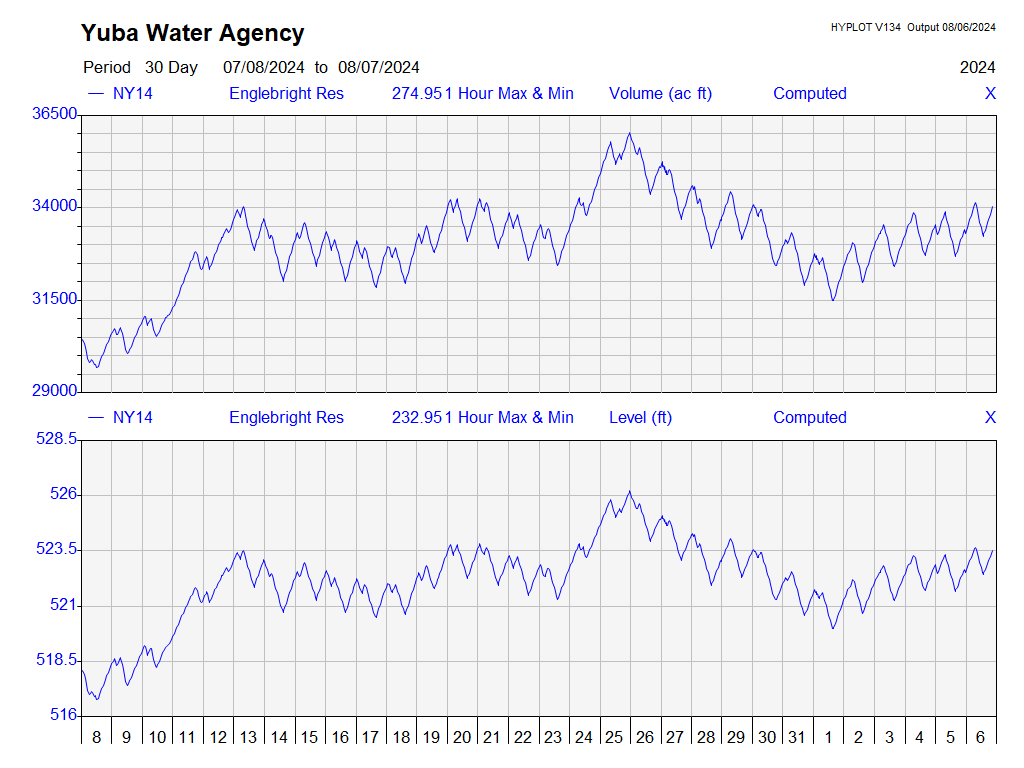 Yuba Water Agency
HYPLOT V134 Output 08/06/2024
Period 30 Day 07/08/2024 to 08/07/2024 2024
— NY14 Englebright Res 274.951 Hour Max & Min Volume (ac ft) Computed X
36500
34000
31500
29000
— NY14 Englebright Res 232.951 Hour Max & Min Level (ft) Computed X
528.5
526
523.5
521
518.5
516
8 9 10 11 12 13 14 15 16 17 18 19 20 21 22 23 24 25 26 27 28 29 30 31 1 2 3 4 5 6